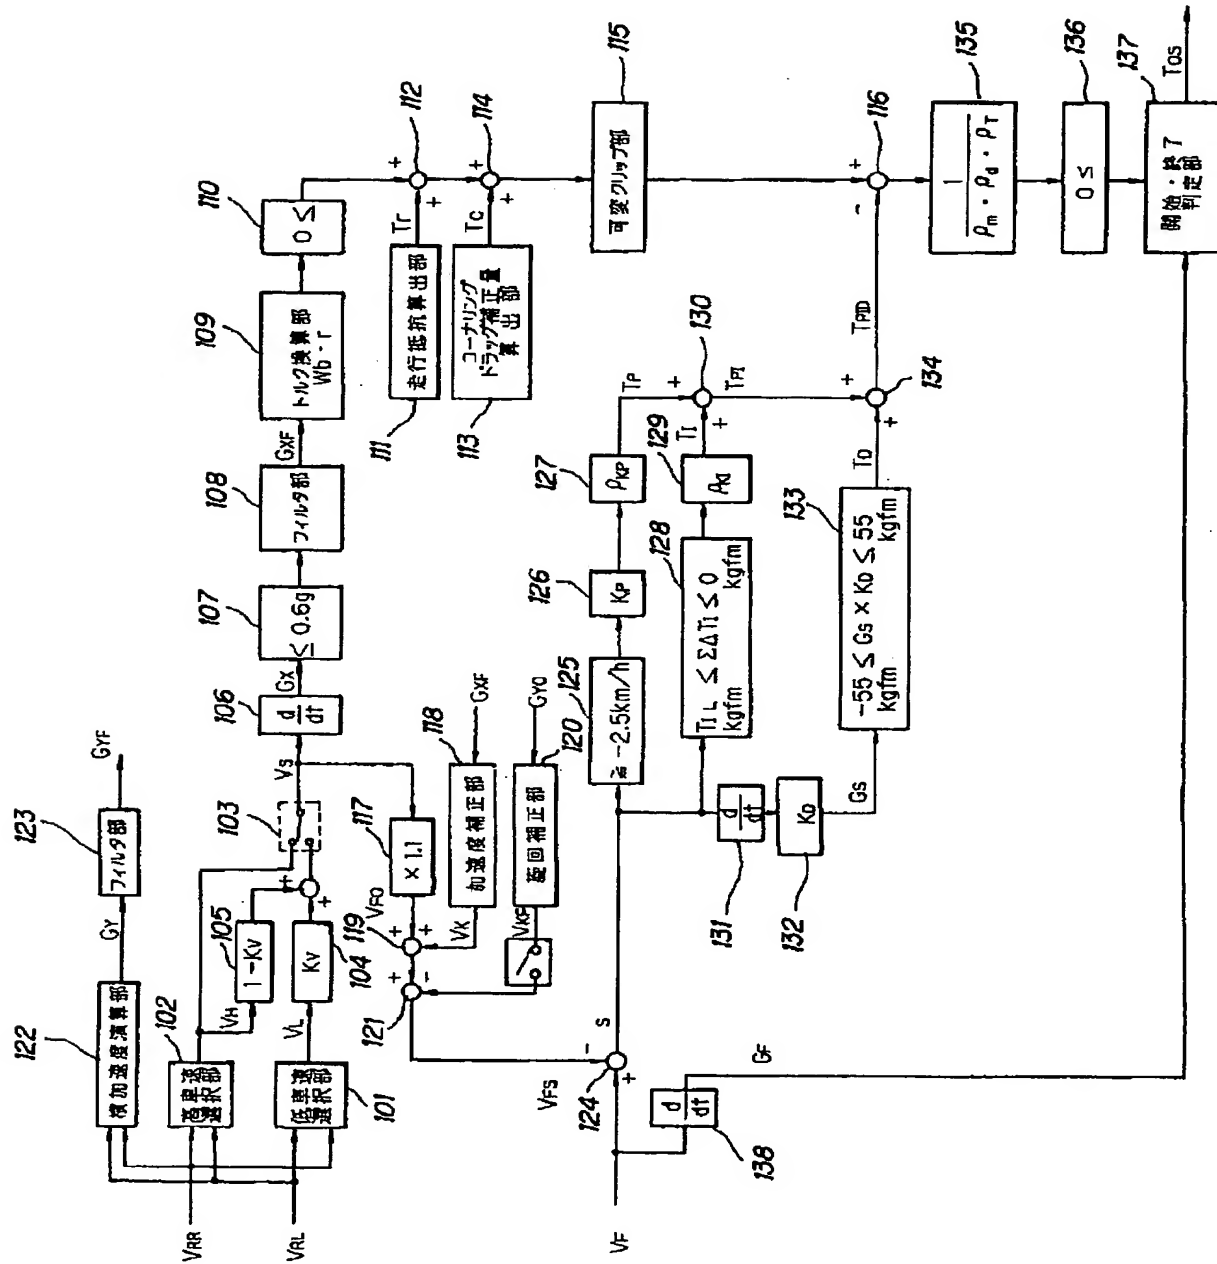 122
横加速度演算部
GY
123
フィルタ部
GYF
VRR
VRL
102
高車速
選択部
VH
105
1-KV
低車速
選択部
101
VL
KV
104
+
+
103
VS
106
d
dt
GX
107
≤0.6g
108
フィルタ部
GXF
109
トルク換算部
Wb・r
110
0≤
111
走行抵抗算出部
Tr
+
+
112
113
コーナリング
ドラッグ補正量
算出部
TC
+
+
114
115
可変クリップ部
117
×1.1
VFO
119
+
+
118
加速度補正部
GXF
VK
121
+
-
120
旋回補正部
GYO
VKF
VFS
VF
124
-
+
S
125
≧-2.5km/h
126
KP
127
ρKP
TP
128
TIL ≤ ΣΔTI ≤ 0
kgfm
kgfm
129
TI
+
+
130
TPI
131
d
dt
132
KD
GS
133
-55 ≤ GS × KD ≤ 55
kgfm
kgfm
TD
+
+
134
TPID
+
-
116
135
1
ρm・ρd・ρT
136
0≤
137
開始・終了
判定部
TOS
138
d
dt
GF